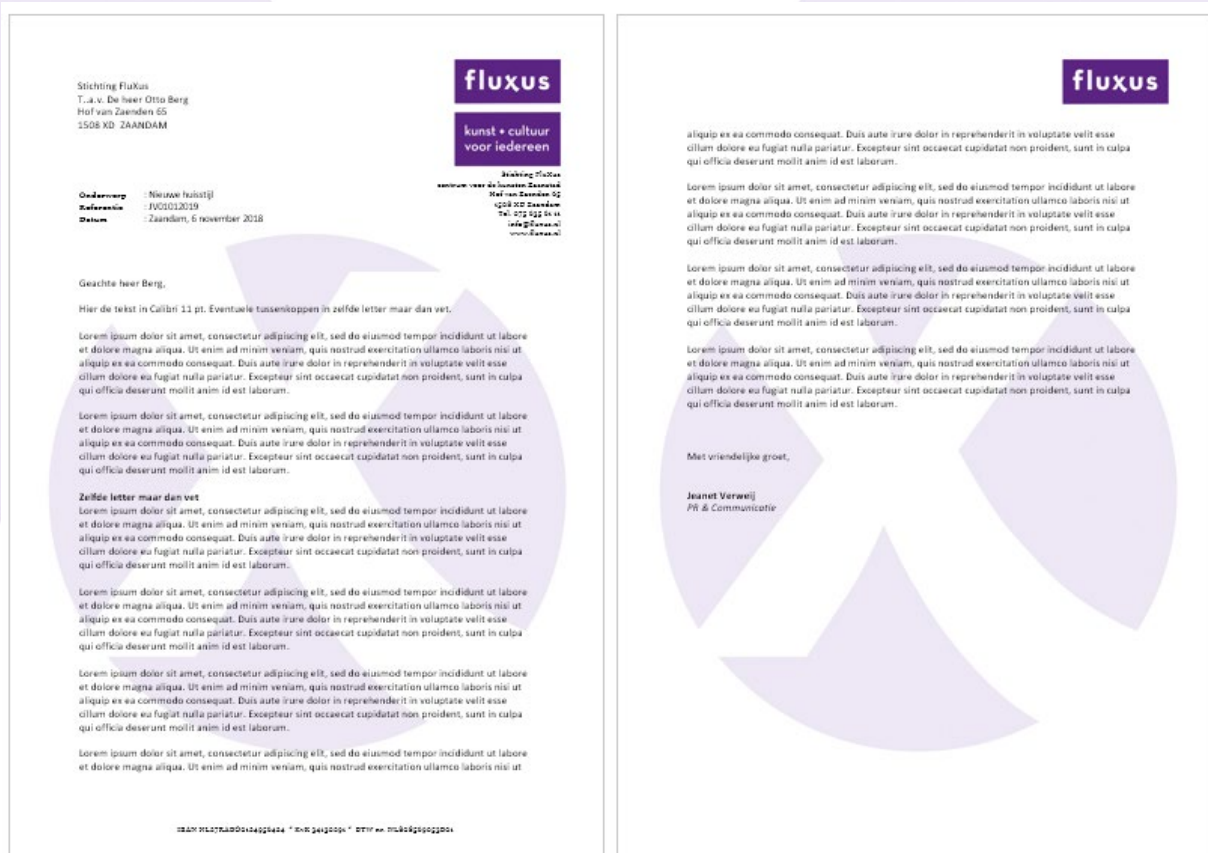 Stichting FluXus
T..a.v. De heer Otto Berg
Hof van Zaenden 65
1508 XD ZAANDAM
fluxus
kunst • cultuur
voor iedereen
Stichting FluXus
centrum voor de kunsten Zaanstad
Hof van Zaenden 65
1508 XD Zaandam
info@fluxus.nl
www.fluxus.nl
Onderwerp : Nieuwe huisstijl
Referentie : JV01012019
Datum : Zaandam, 6 november 2018
Geachte heer Berg,
Hier de tekst in Calibri 11 pt. Eventuele tussenkoppen in zelfde letter maar dan vet.
Lorem ipsum dolor sit amet, consectetur adipiscing elit, sed do eiusmod tempor incididunt ut labore
et dolore magna aliqua. Ut enim ad minim veniam, quis nostrud exercitation ullamco laboris nisi ut
aliquip ex ea commodo consequat. Duis aute irure dolor in reprehenderit in voluptate velit esse
cillum dolore eu fugiat nulla pariatur. Excepteur sint occaecat cupidatat non proident, sunt in culpa
qui officia deserunt mollit anim id est laborum.
Lorem ipsum dolor sit amet, consectetur adipiscing elit, sed do eiusmod tempor incididunt ut labore
et dolore magna aliqua. Ut enim ad minim veniam, quis nostrud exercitation ullamco laboris nisi ut
aliquip ex ea commodo consequat. Duis aute irure dolor in reprehenderit in voluptate velit esse
cillum dolore eu fugiat nulla pariatur. Excepteur sint occaecat cupidatat non proident, sunt in culpa
qui officia deserunt mollit anim id est laborum.
Zelfde letter maar dan vet
Lorem ipsum dolor sit amet, consectetur adipiscing elit, sed do eiusmod tempor incididunt ut labore
et dolore magna aliqua. Ut enim ad minim veniam, quis nostrud exercitation ullamco laboris nisi ut
aliquip ex ea commodo consequat. Duis aute irure dolor in reprehenderit in voluptate velit esse
cillum dolore eu fugiat nulla pariatur. Excepteur sint occaecat cupidatat non proident, sunt in culpa
qui officia deserunt mollit anim id est laborum.
Lorem ipsum dolor sit amet, consectetur adipiscing elit, sed do eiusmod tempor incididunt ut labore
et dolore magna aliqua. Ut enim ad minim veniam, quis nostrud exercitation ullamco laboris nisi ut
aliquip ex ea commodo consequat. Duis aute irure dolor in reprehenderit in voluptate velit esse
cillum dolore eu fugiat nulla pariatur. Excepteur sint occaecat cupidatat non proident, sunt in culpa
qui officia deserunt mollit anim id est laborum.
Lorem ipsum dolor sit amet, consectetur adipiscing elit, sed do eiusmod tempor incididunt ut labore
et dolore magna aliqua. Ut enim ad minim veniam, quis nostrud exercitation ullamco laboris nisi ut
aliquip ex ea commodo consequat. Duis aute irure dolor in reprehenderit in voluptate velit esse
cillum dolore eu fugiat nulla pariatur. Excepteur sint occaecat cupidatat non proident, sunt in culpa
qui officia deserunt mollit anim id est laborum.
Lorem ipsum dolor sit amet, consectetur adipiscing elit, sed do eiusmod tempor incididunt ut labore
et dolore magna aliqua. Ut enim ad minim veniam, quis nostrud exercitation ullamco laboris nisi ut
fluxus
aliquip ex ea commodo consequat. Duis aute irure dolor in reprehenderit in voluptate velit esse
cillum dolore eu fugiat nulla pariatur. Excepteur sint occaecat cupidatat non proident, sunt in culpa
qui officia deserunt mollit anim id est laborum.
Lorem ipsum dolor sit amet, consectetur adipiscing elit, sed do eiusmod tempor incididunt ut labore
et dolore magna aliqua. Ut enim ad minim veniam, quis nostrud exercitation ullamco laboris nisi ut
aliquip ex ea commodo consequat. Duis aute irure dolor in reprehenderit in voluptate velit esse
cillum dolore eu fugiat nulla pariatur. Excepteur sint occaecat cupidatat non proident, sunt in culpa
qui officia deserunt mollit anim id est laborum.
Lorem ipsum dolor sit amet, consectetur adipiscing elit, sed do eiusmod tempor incididunt ut labore
et dolore magna aliqua. Ut enim ad minim veniam, quis nostrud exercitation ullamco laboris nisi ut
aliquip ex ea commodo consequat. Duis aute irure dolor in reprehenderit in voluptate velit esse
cillum dolore eu fugiat nulla pariatur. Excepteur sint occaecat cupidatat non proident, sunt in culpa
qui officia deserunt mollit anim id est laborum.
Lorem ipsum dolor sit amet, consectetur adipiscing elit, sed do eiusmod tempor incididunt ut labore
et dolore magna aliqua. Ut enim ad minim veniam, quis nostrud exercitation ullamco laboris nisi ut
aliquip ex ea commodo consequat. Duis aute irure dolor in reprehenderit in voluptate velit esse
cillum dolore eu fugiat nulla pariatur. Excepteur sint occaecat cupidatat non proident, sunt in culpa
qui officia deserunt mollit anim id est laborum.
Met vriendelijke groet,
Jeanet Verweij
PR & Communicatie